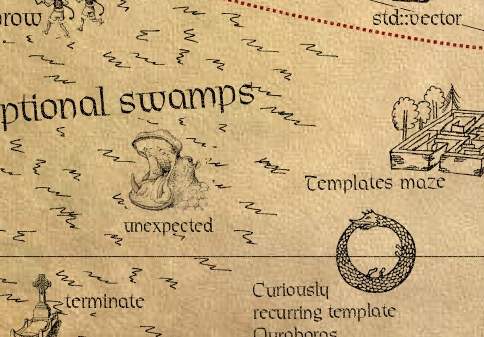 row
std::vector
ptional swamps
Templates maze
unexpected
terminate
Curiously
recurring template
Ouroboros